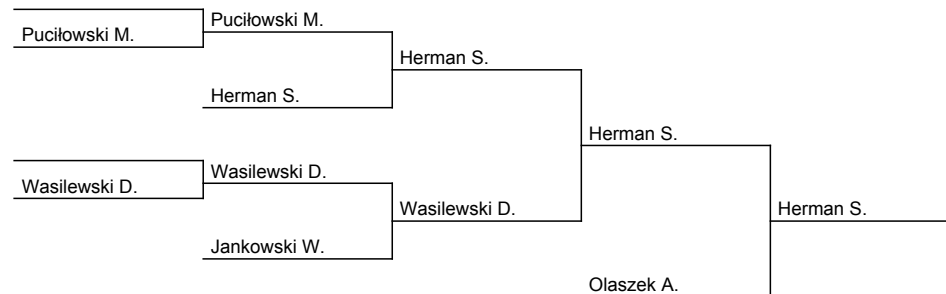 Puciłowski M.
Puciłowski M.
Herman S.
Herman S.
Herman S.
Wasilewski D.
Wasilewski D.
Wasilewski D.
Herman S.
Jankowski W.
Olaszek A.